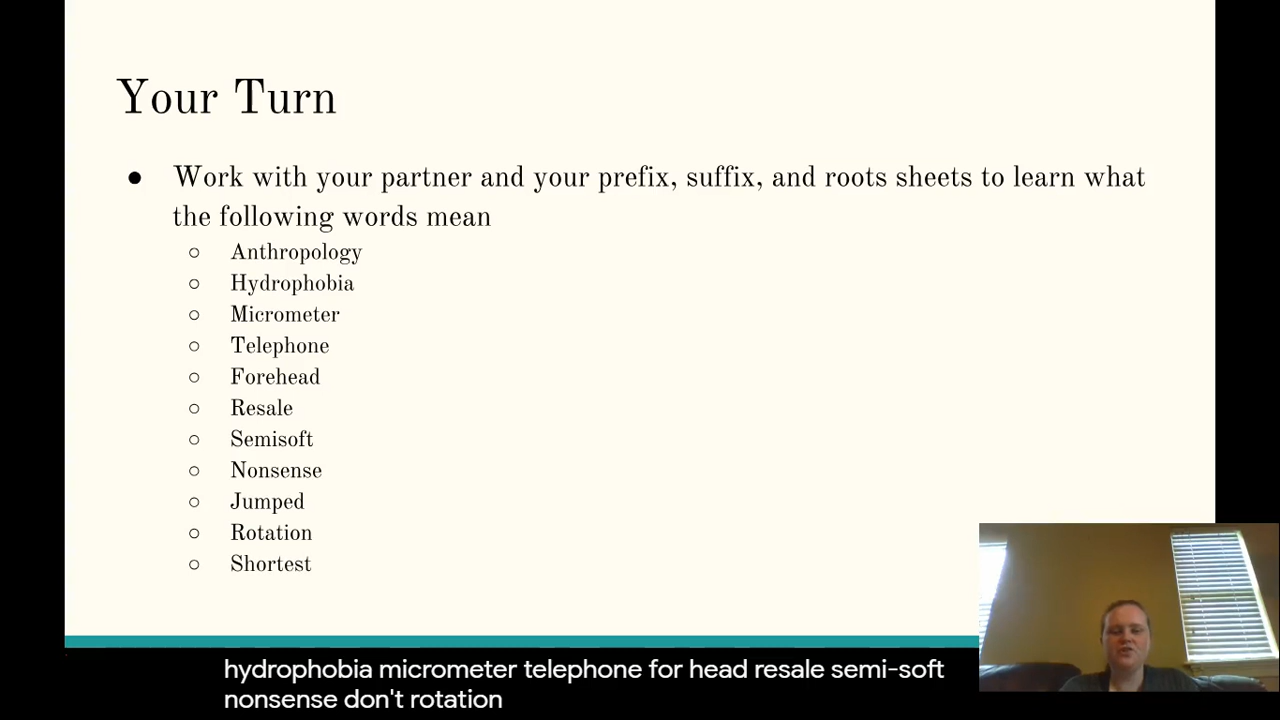 Your Turn
● Work with your partner and your prefix, suffix, and roots sheets to learn what
the following words mean
○ Anthropology
○ Hydrophobia
○ Micrometer
○ Telephone
○ Forehead
○ Resale
○ Semisoft
○ Nonsense
○ Jumped
○ Rotation
○ Shortest
hydrophobia micrometer telephone for head resale semi-soft
nonsense don't rotation